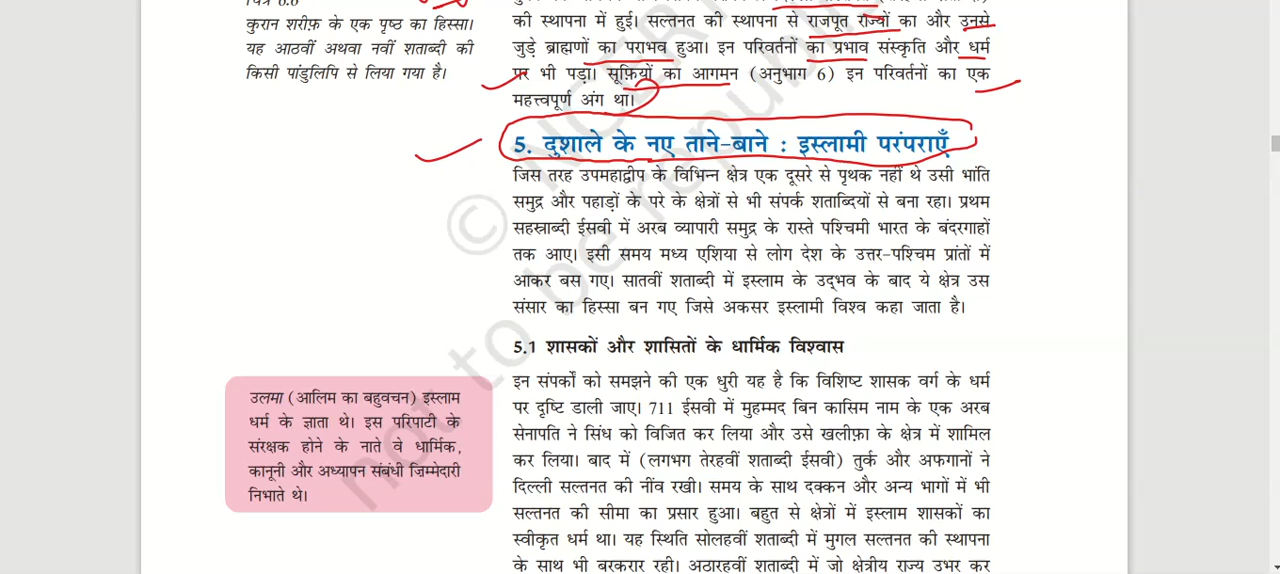 चित्र 6.6
कुरान शरीफ़ के एक पृष्ठ का हिस्सा।
यह आठवीं अथवा नवीं शताब्दी की
किसी पांडुलिपि से लिया गया है।
की स्थापना में हुई। सल्तनत की स्थापना से राजपूत राज्यों का और उनसे
जुड़े ब्राह्मणों का पराभव हुआ। इन परिवर्तनों का प्रभाव संस्कृति और धर्म
पर भी पड़ा। सूफ़ियों का आगमन (अनुभाग 6) इन परिवर्तनों का एक
महत्त्वपूर्ण अंग था।
5. दुशाले के नए ताने-बाने : इस्लामी परंपराएँ
जिस तरह उपमहाद्वीप के विभिन्न क्षेत्र एक दूसरे से पृथक नहीं थे उसी भांति
समुद्र और पहाड़ों के परे के क्षेत्रों से भी संपर्क शताब्दियों से बना रहा। प्रथम
सहस्राब्दी ईसवी में अरब व्यापारी समुद्र के रास्ते पश्चिमी भारत के बंदरगाहों
तक आए। इसी समय मध्य एशिया से लोग देश के उत्तर-पश्चिम प्रांतों में
आकर बस गए। सातवीं शताब्दी में इस्लाम के उद्भव के बाद ये क्षेत्र उस
संसार का हिस्सा बन गए जिसे अकसर इस्लामी विश्व कहा जाता है।
5.1 शासकों और शासितों के धार्मिक विश्वास
इन संपर्कों को समझने की एक धुरी यह है कि विशिष्ट शासक वर्ग के धर्म
पर दृष्टि डाली जाए। 711 ईसवी में मुहम्मद बिन कासिम नाम के एक अरब
सेनापति ने सिंध को विजित कर लिया और उसे खलीफ़ा के क्षेत्र में शामिल
कर लिया। बाद में (लगभग तेरहवीं शताब्दी ईसवी) तुर्क और अफगानों ने
दिल्ली सल्तनत की नींव रखी। समय के साथ दक्कन और अन्य भागों में भी
सल्तनत की सीमा का प्रसार हुआ। बहुत से क्षेत्रों में इस्लाम शासकों का
स्वीकृत धर्म था। यह स्थिति सोलहवीं शताब्दी में मुगल सल्तनत की स्थापना
के साथ भी बरकरार रही। अठारहवीं शताब्दी में जो क्षेत्रीय राज्य उभर कर
उलमा (आलिम का बहुवचन) इस्लाम
धर्म के ज्ञाता थे। इस परिपाटी के
संरक्षक होने के नाते वे धार्मिक,
कानूनी और अध्यापन संबंधी ज़िम्मेदारी
निभाते थे।
© NCERT
not to be republi